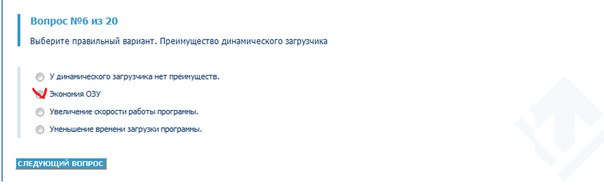 Вопрос №6 из 20
Выберите правильный вариант. Преимущество динамического загрузчика
У динамического загрузчика нет преимуществ.
Экономия ОЗУ
Увеличение скорости работы программы.
Уменьшение времени загрузки программы.
СЛЕДУЮЩИЙ ВОПРОС